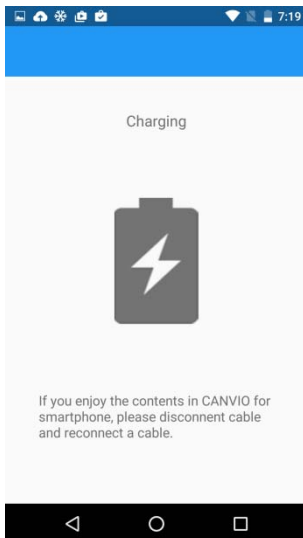 7:19
Charging
If you enjoy the contents in CANVIO for
smartphone, please disconnent cable
and reconnect a cable.